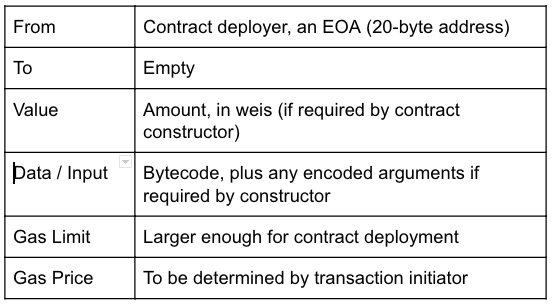 From
Contract deployer, an EOA (20-byte address)
To
Empty
Value
Amount, in weis (if required by contract
constructor)
Data / Input
Bytecode, plus any encoded arguments if
required by constructor
Gas Limit
Larger enough for contract deployment
Gas Price
To be determined by transaction initiator